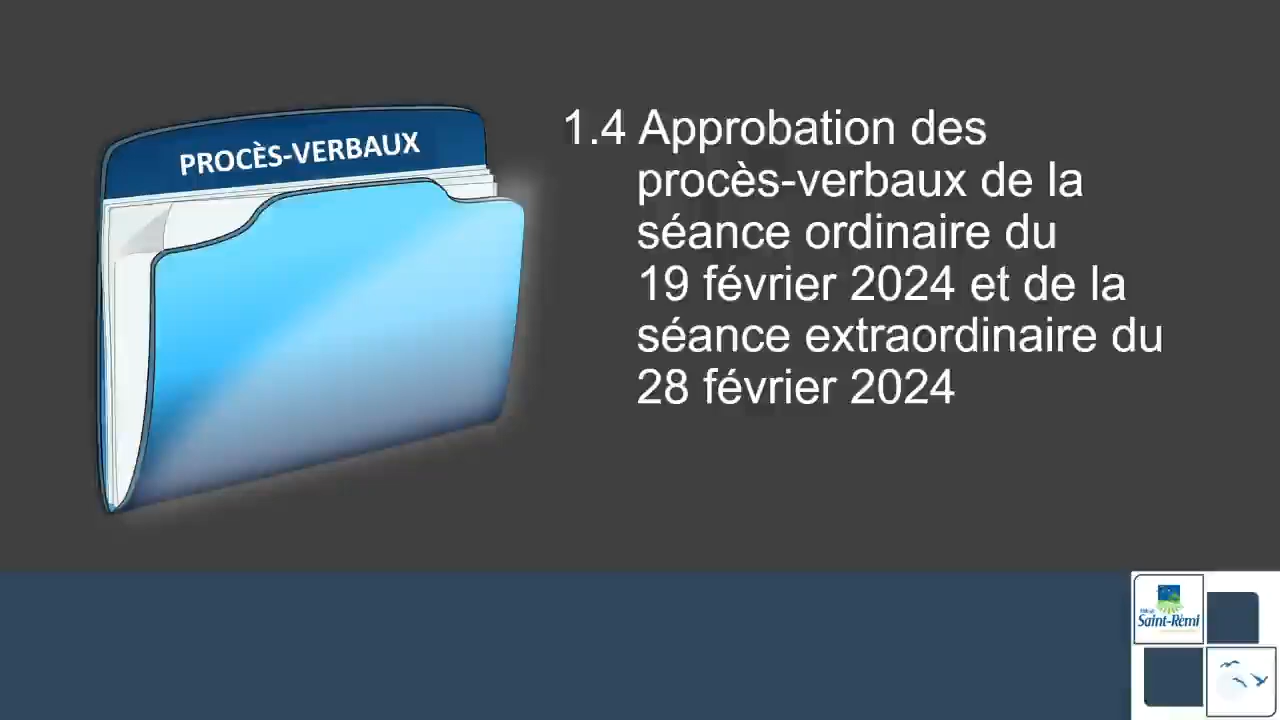 PROCÈS-VERBAUX
1.4 Approbation des
procès-verbaux de la
séance ordinaire du
19 février 2024 et de la
séance extraordinaire du
28 février 2024
Saint-Rémi